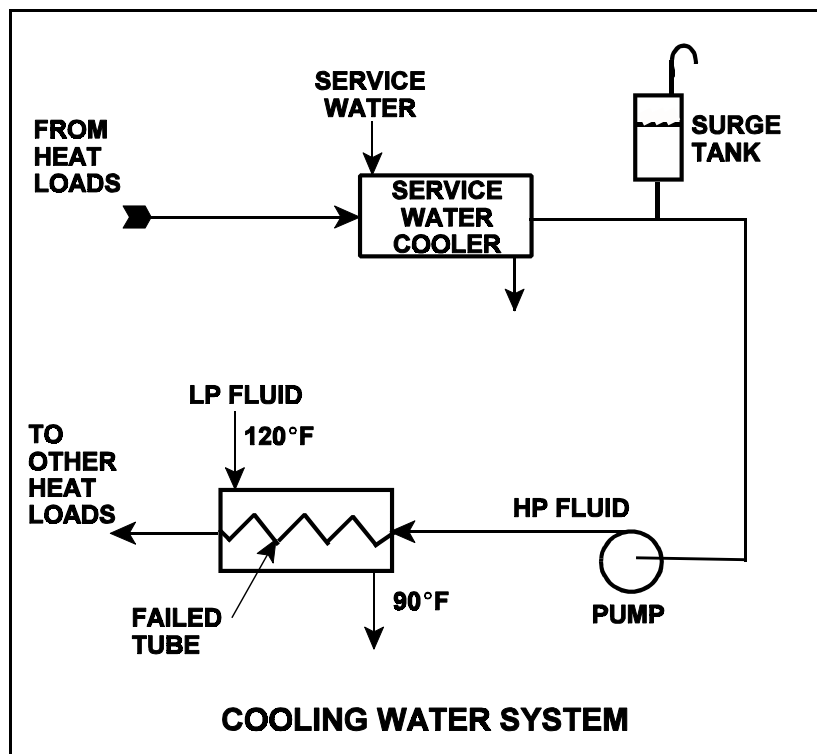 SERVICE
WATER
FROM
HEAT
LOADS
SERVICE
WATER
COOLER
SURGE
TANK
LP FLUID
120°F
TO
OTHER
HEAT
LOADS
HP FLUID
90°F
FAILED
TUBE
PUMP
COOLING WATER SYSTEM